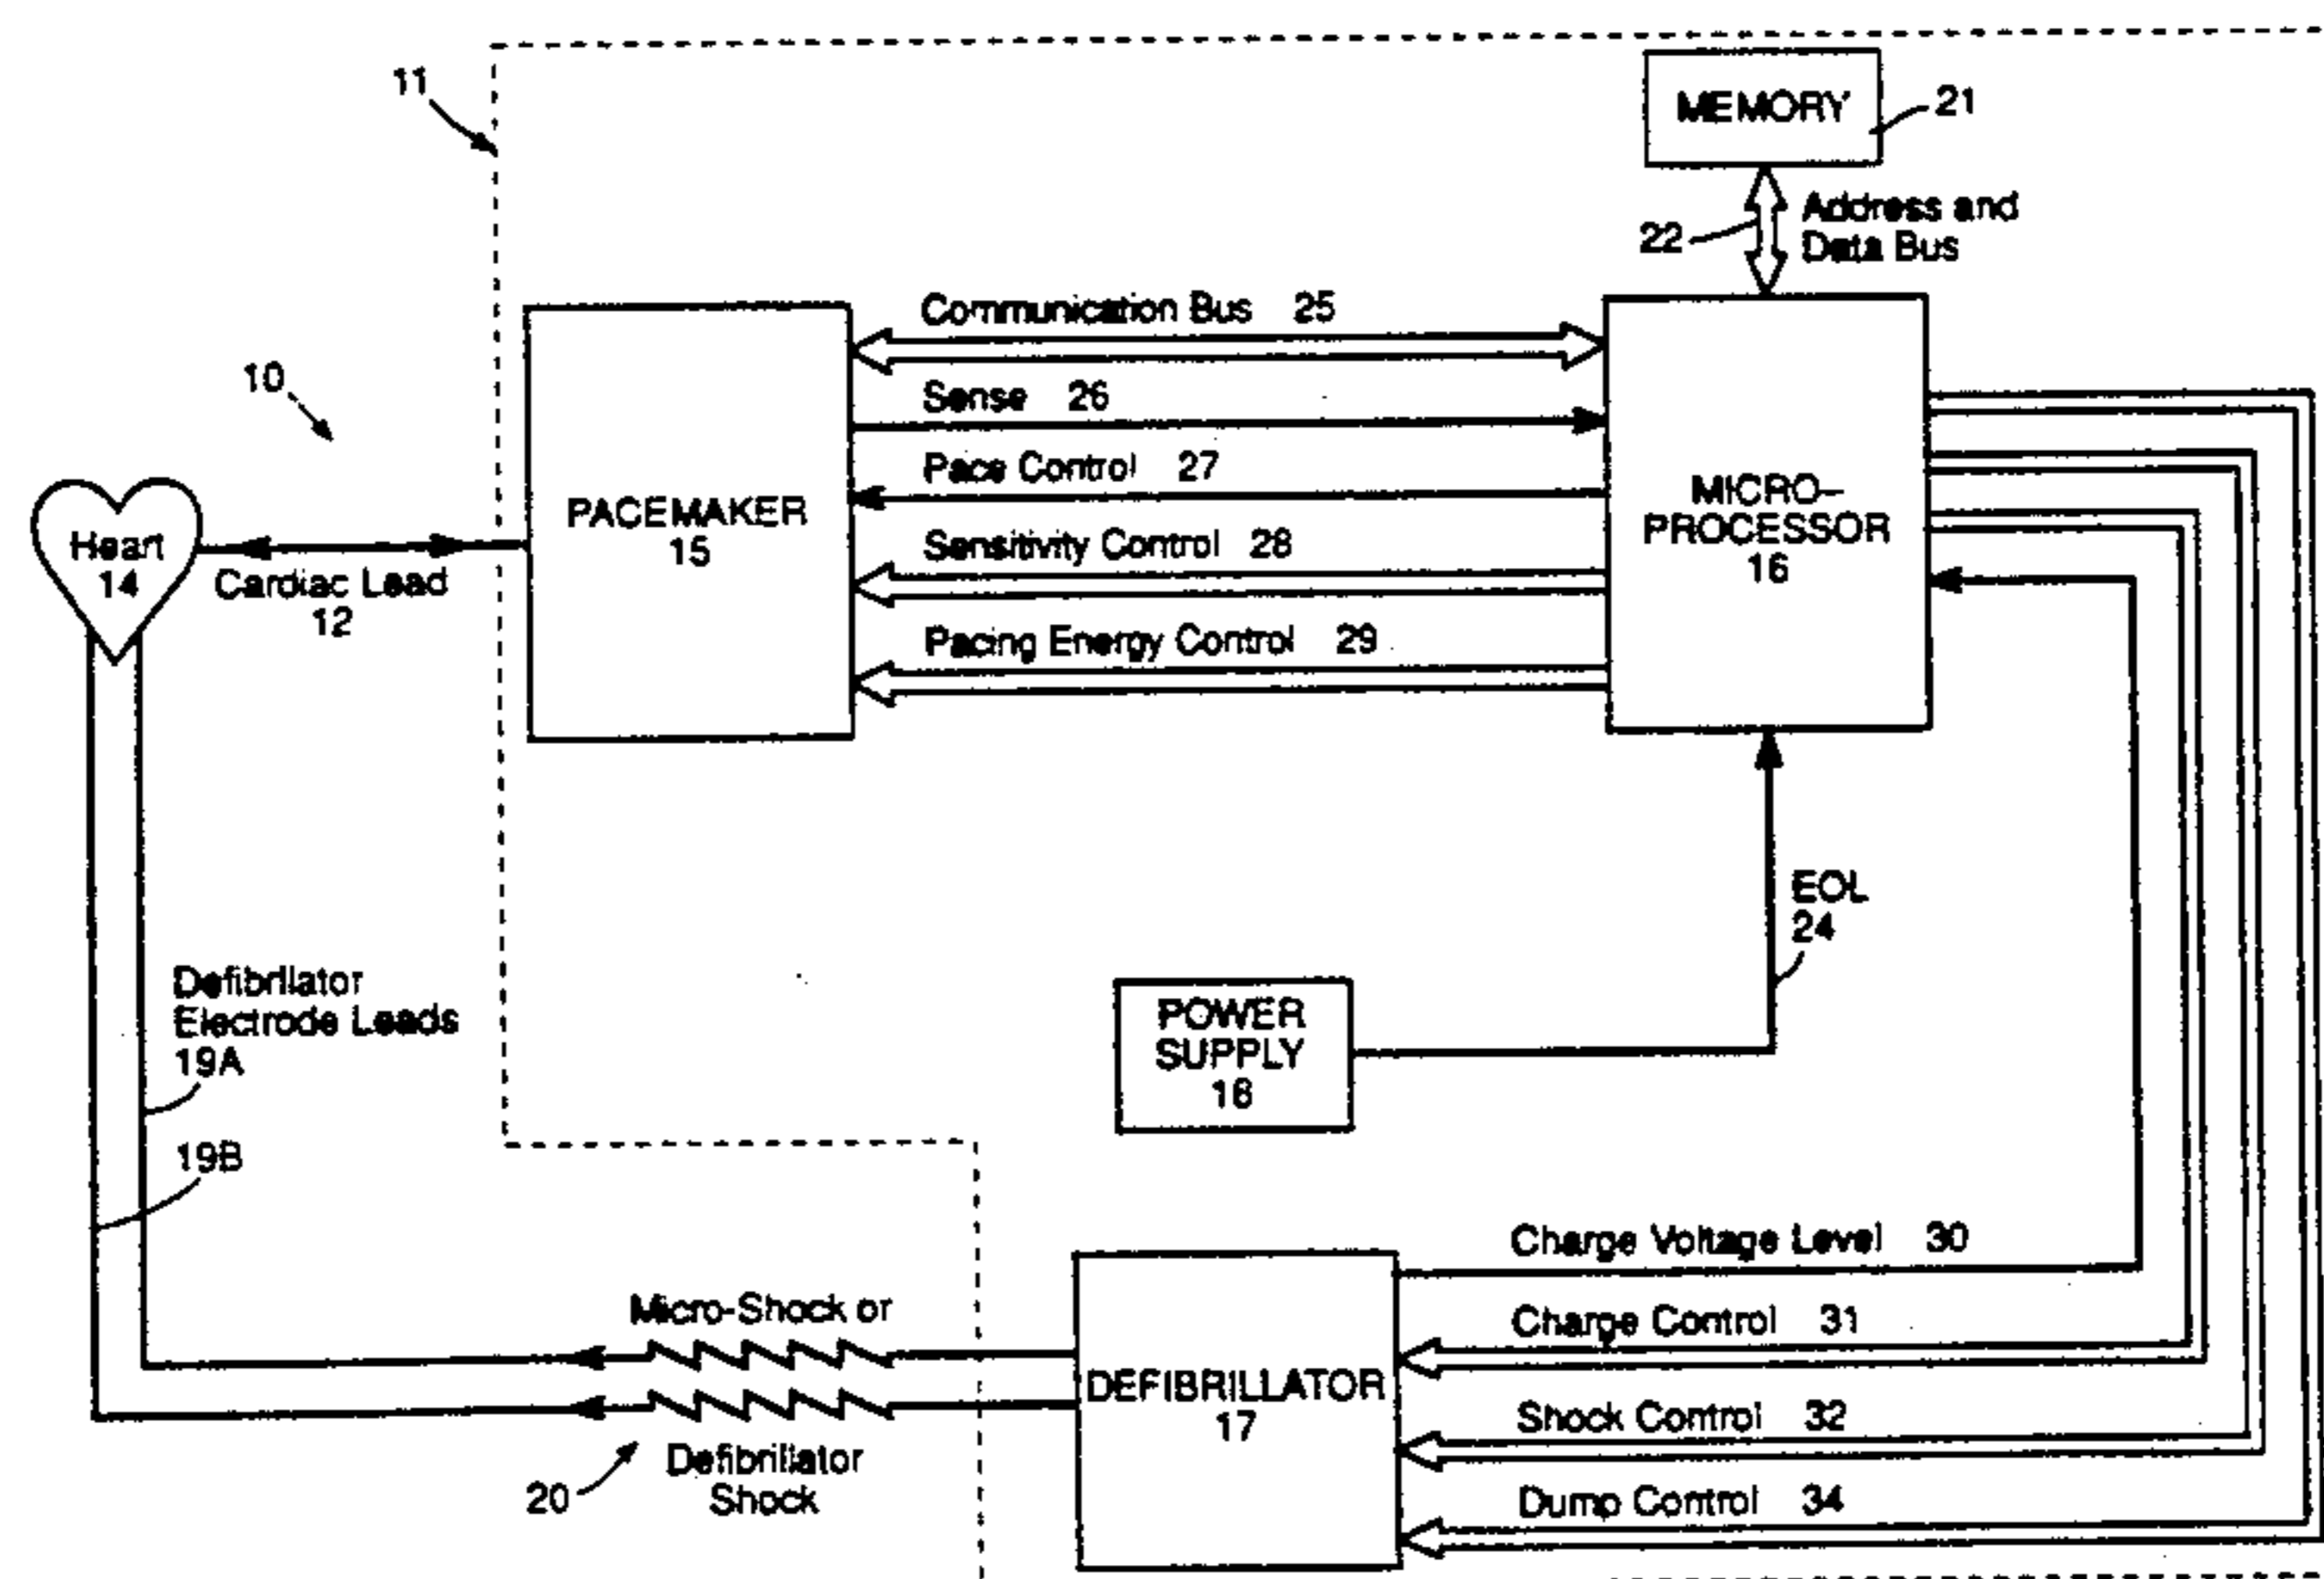 11
MEMORY
21
22
Address and
Data Bus
Communication Bus 25
10
Sense 26
Pace Control 27
PACEMAKER
15
MICRO-
PROCESSOR
16
Heart
14
Cardiac Lead
12
Sensitivity Control 28
Pacing Energy Control 29
EOL
24
Defibrillator
Electrode Leads
19A
POWER
SUPPLY
18
19B
Charge Voltage Level 30
Micro-Shock or
Charge Control 31
DEFIBRILLATOR
17
Shock Control 32
Defibrillator
Shock
20
Dump Control 34